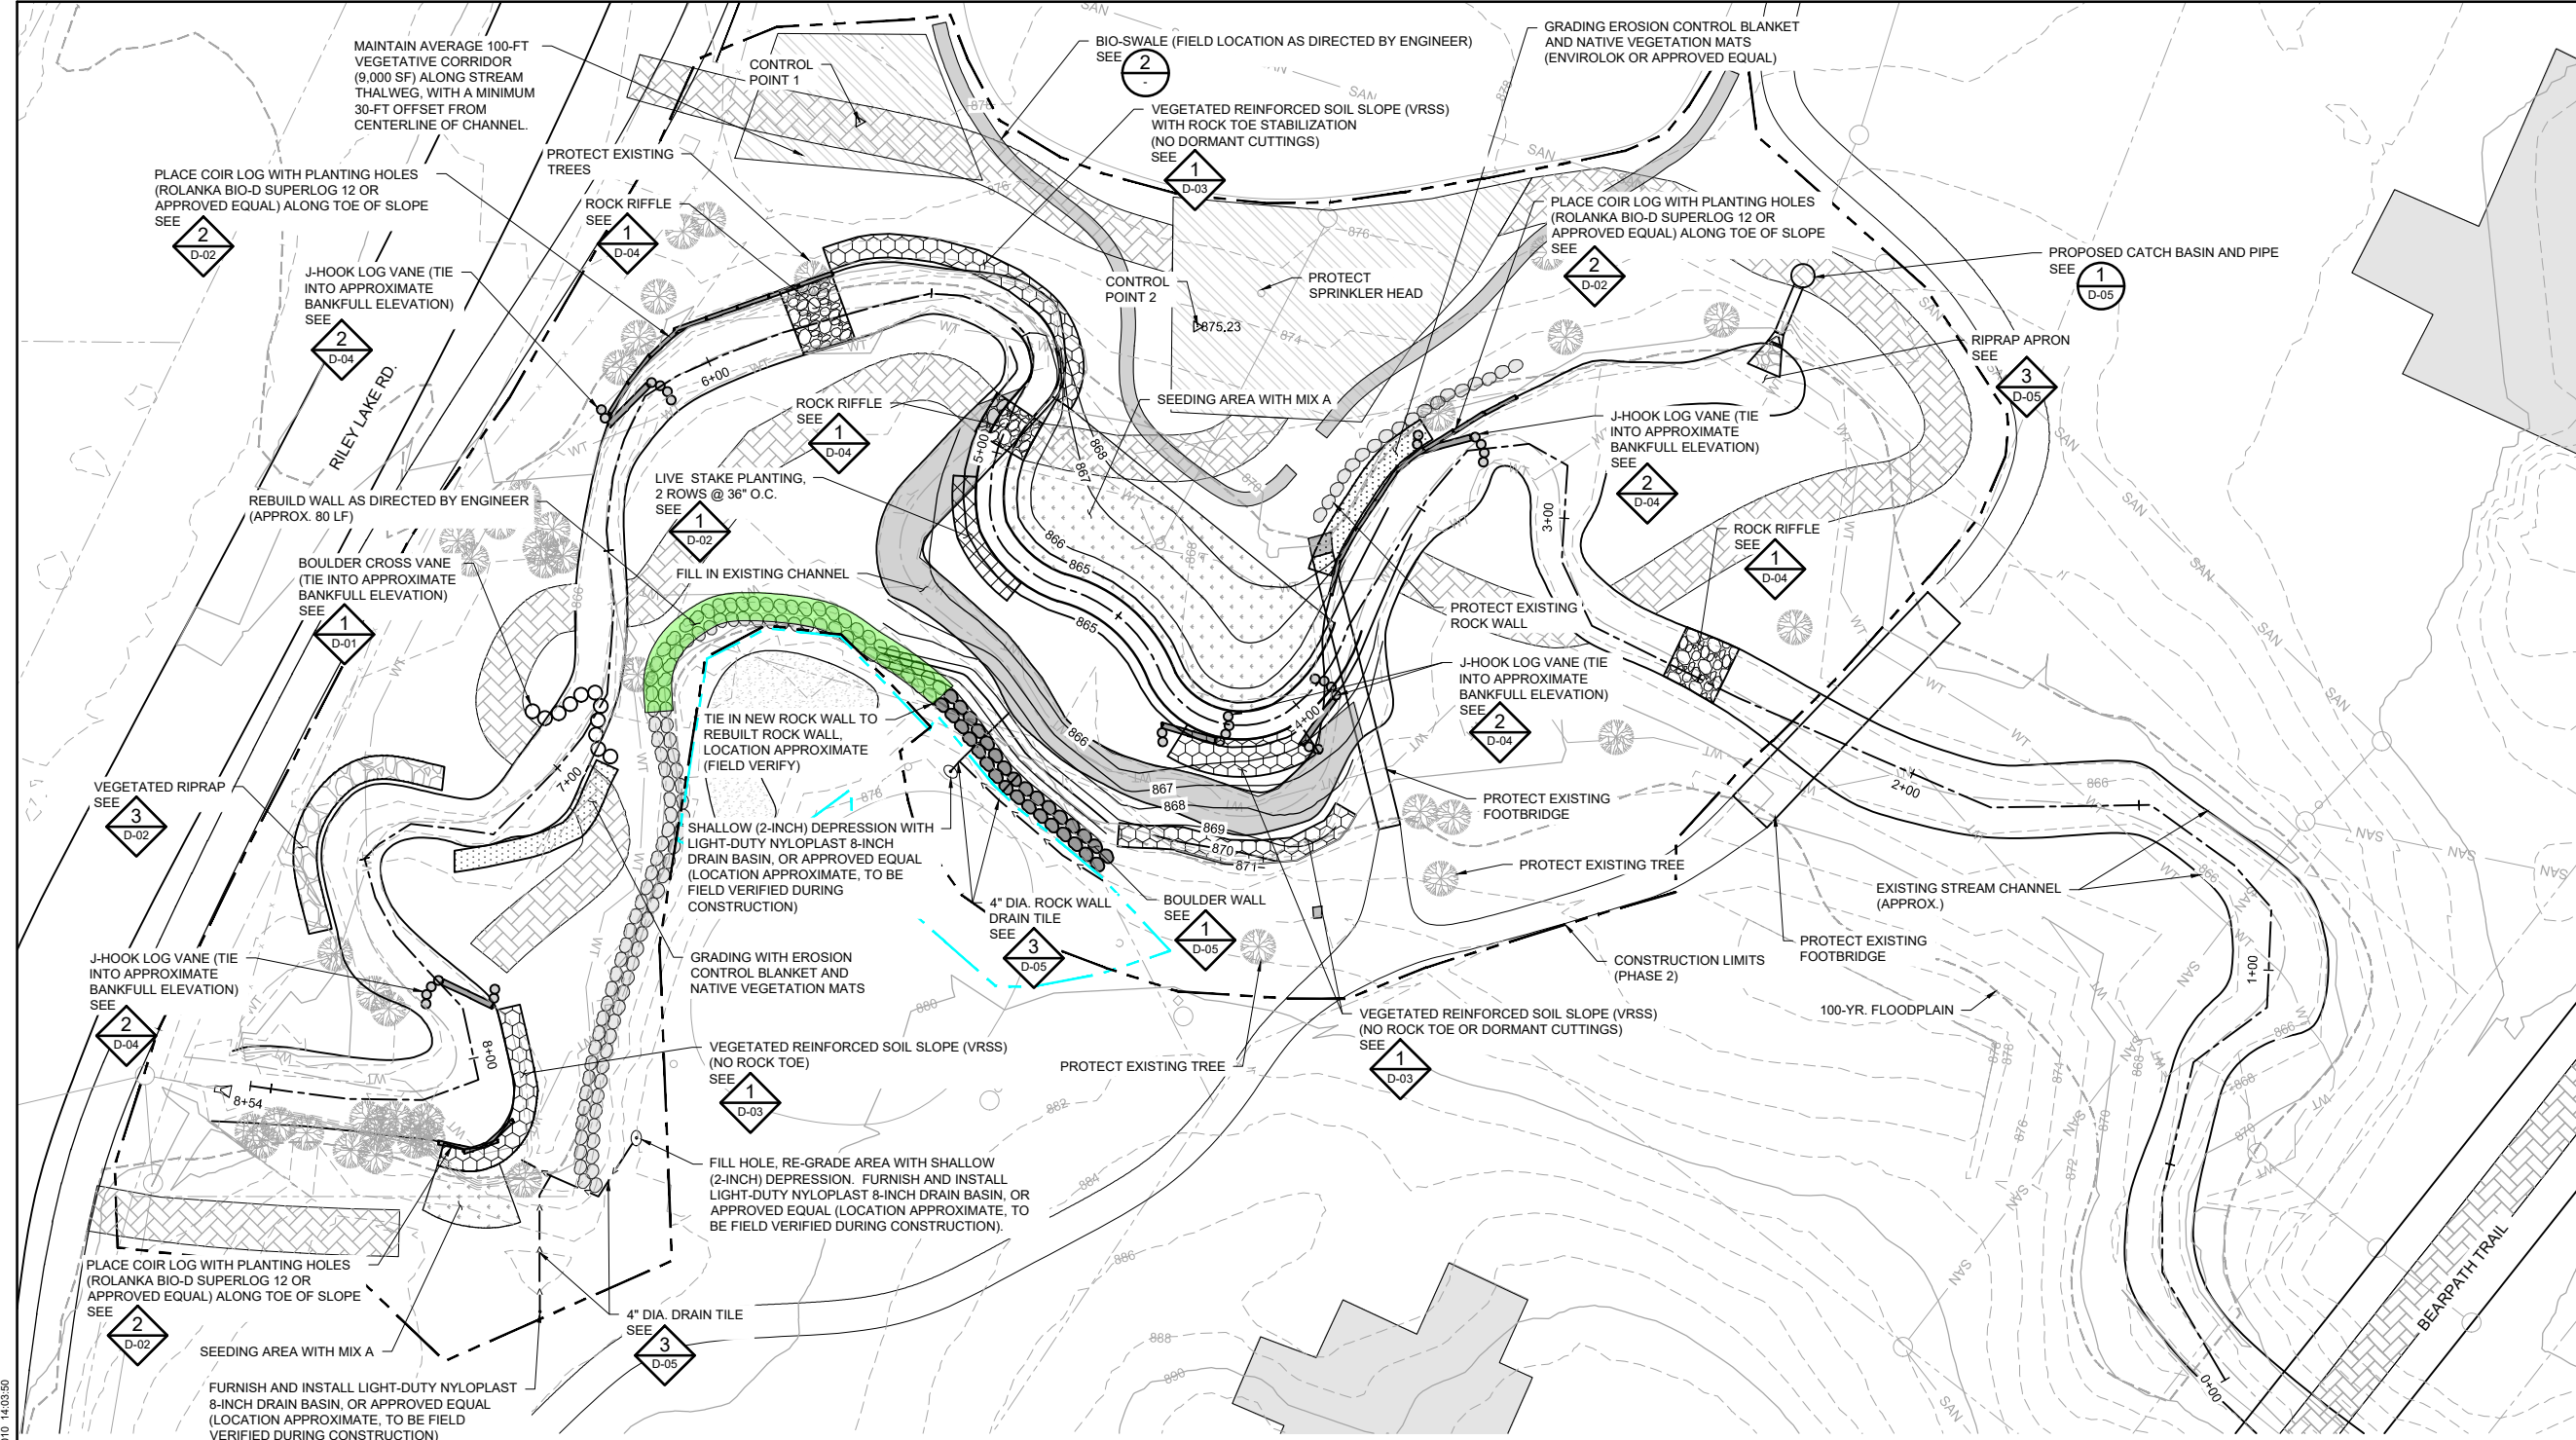 MAINTAIN AVERAGE 100-FT
VEGETATIVE CORRIDOR
(9,000 SF) ALONG STREAM
THALWEG, WITH A MINIMUM
30-FT OFFSET FROM
CENTERLINE OF CHANNEL.
CONTROL
POINT 1
BIO-SWALE (FIELD LOCATION AS DIRECTED BY ENGINEER)
SEE
2
-
GRADING EROSION CONTROL BLANKET
AND NATIVE VEGETATION MATS
(ENVIROLOK OR APPROVED EQUAL)
VEGETATED REINFORCED SOIL SLOPE (VRSS)
WITH ROCK TOE STABILIZATION
(NO DORMANT CUTTINGS)
SEE
1
D-03
PROTECT EXISTING
TREES
PLACE COIR LOG WITH PLANTING HOLES
(ROLANKA BIO-D SUPERLOG 12 OR
APPROVED EQUAL) ALONG TOE OF SLOPE
SEE
2
D-02
ROCK RIFFLE
SEE
1
D-04
PLACE COIR LOG WITH PLANTING HOLES
(ROLANKA BIO-D SUPERLOG 12 OR
APPROVED EQUAL) ALONG TOE OF SLOPE
SEE
2
D-02
PROPOSED CATCH BASIN AND PIPE
SEE
1
D-05
J-HOOK LOG VANE (TIE
INTO APPROXIMATE
BANKFULL ELEVATION)
SEE
2
D-04
CONTROL
POINT 2
875.23
PROTECT
SPRINKLER HEAD
RIPRAP APRON
SEE
3
D-05
RILEY LAKE RD.
6+00
ROCK RIFFLE
SEE
1
D-04
SEEDING AREA WITH MIX A
J-HOOK LOG VANE (TIE
INTO APPROXIMATE
BANKFULL ELEVATION)
SEE
2
D-04
5+00
868
867
LIVE  STAKE PLANTING,
2 ROWS @ 36" O.C.
SEE
1
D-02
REBUILD WALL AS DIRECTED BY ENGINEER
(APPROX. 80 LF)
3+00
ROCK RIFFLE
SEE
1
D-04
866
865
865
BOULDER CROSS VANE
(TIE INTO APPROXIMATE
BANKFULL ELEVATION)
SEE
1
D-01
FILL IN EXISTING CHANNEL
PROTECT EXISTING
ROCK WALL
J-HOOK LOG VANE (TIE
INTO APPROXIMATE
BANKFULL ELEVATION)
SEE
2
D-04
TIE IN NEW ROCK WALL TO
REBUILT ROCK WALL,
LOCATION APPROXIMATE
(FIELD VERIFY)
4+00
866
867
868
869
870
871
7+00
2+00
VEGETATED RIPRAP
SEE
3
D-02
PROTECT EXISTING
FOOTBRIDGE
SHALLOW (2-INCH) DEPRESSION WITH
LIGHT-DUTY NYLOPLAST 8-INCH
DRAIN BASIN, OR APPROVED EQUAL
(LOCATION APPROXIMATE, TO BE
FIELD VERIFIED DURING
CONSTRUCTION)
PROTECT EXISTING TREE
EXISTING STREAM CHANNEL
(APPROX.)
4" DIA. ROCK WALL
DRAIN TILE
SEE
3
D-05
BOULDER WALL
SEE
1
D-05
PROTECT EXISTING
FOOTBRIDGE
J-HOOK LOG VANE (TIE
INTO APPROXIMATE
BANKFULL ELEVATION)
SEE
2
D-04
GRADING WITH EROSION
CONTROL BLANKET AND
NATIVE VEGETATION MATS
CONSTRUCTION LIMITS
(PHASE 2)
1+00
100-YR. FLOODPLAIN
VEGETATED REINFORCED SOIL SLOPE (VRSS)
(NO ROCK TOE OR DORMANT CUTTINGS)
SEE
1
D-03
8+00
VEGETATED REINFORCED SOIL SLOPE (VRSS)
(NO ROCK TOE)
SEE
1
D-03
PROTECT EXISTING TREE
8+54
880
882
884
886
888
890
FILL HOLE, RE-GRADE AREA WITH SHALLOW
(2-INCH) DEPRESSION.  FURNISH AND INSTALL
LIGHT-DUTY NYLOPLAST 8-INCH DRAIN BASIN, OR
APPROVED EQUAL (LOCATION APPROXIMATE, TO
BE FIELD VERIFIED DURING CONSTRUCTION).
PLACE COIR LOG WITH PLANTING HOLES
(ROLANKA BIO-D SUPERLOG 12 OR
APPROVED EQUAL) ALONG TOE OF SLOPE
SEE
2
D-02
4" DIA. DRAIN TILE
SEE
3
D-05
SEEDING AREA WITH MIX A
BEARPATH TRAIL
0+00
FURNISH AND INSTALL LIGHT-DUTY NYLOPLAST
8-INCH DRAIN BASIN, OR APPROVED EQUAL
(LOCATION APPROXIMATE, TO BE FIELD
VERIFIED DURING CONSTRUCTION)
14:03:50